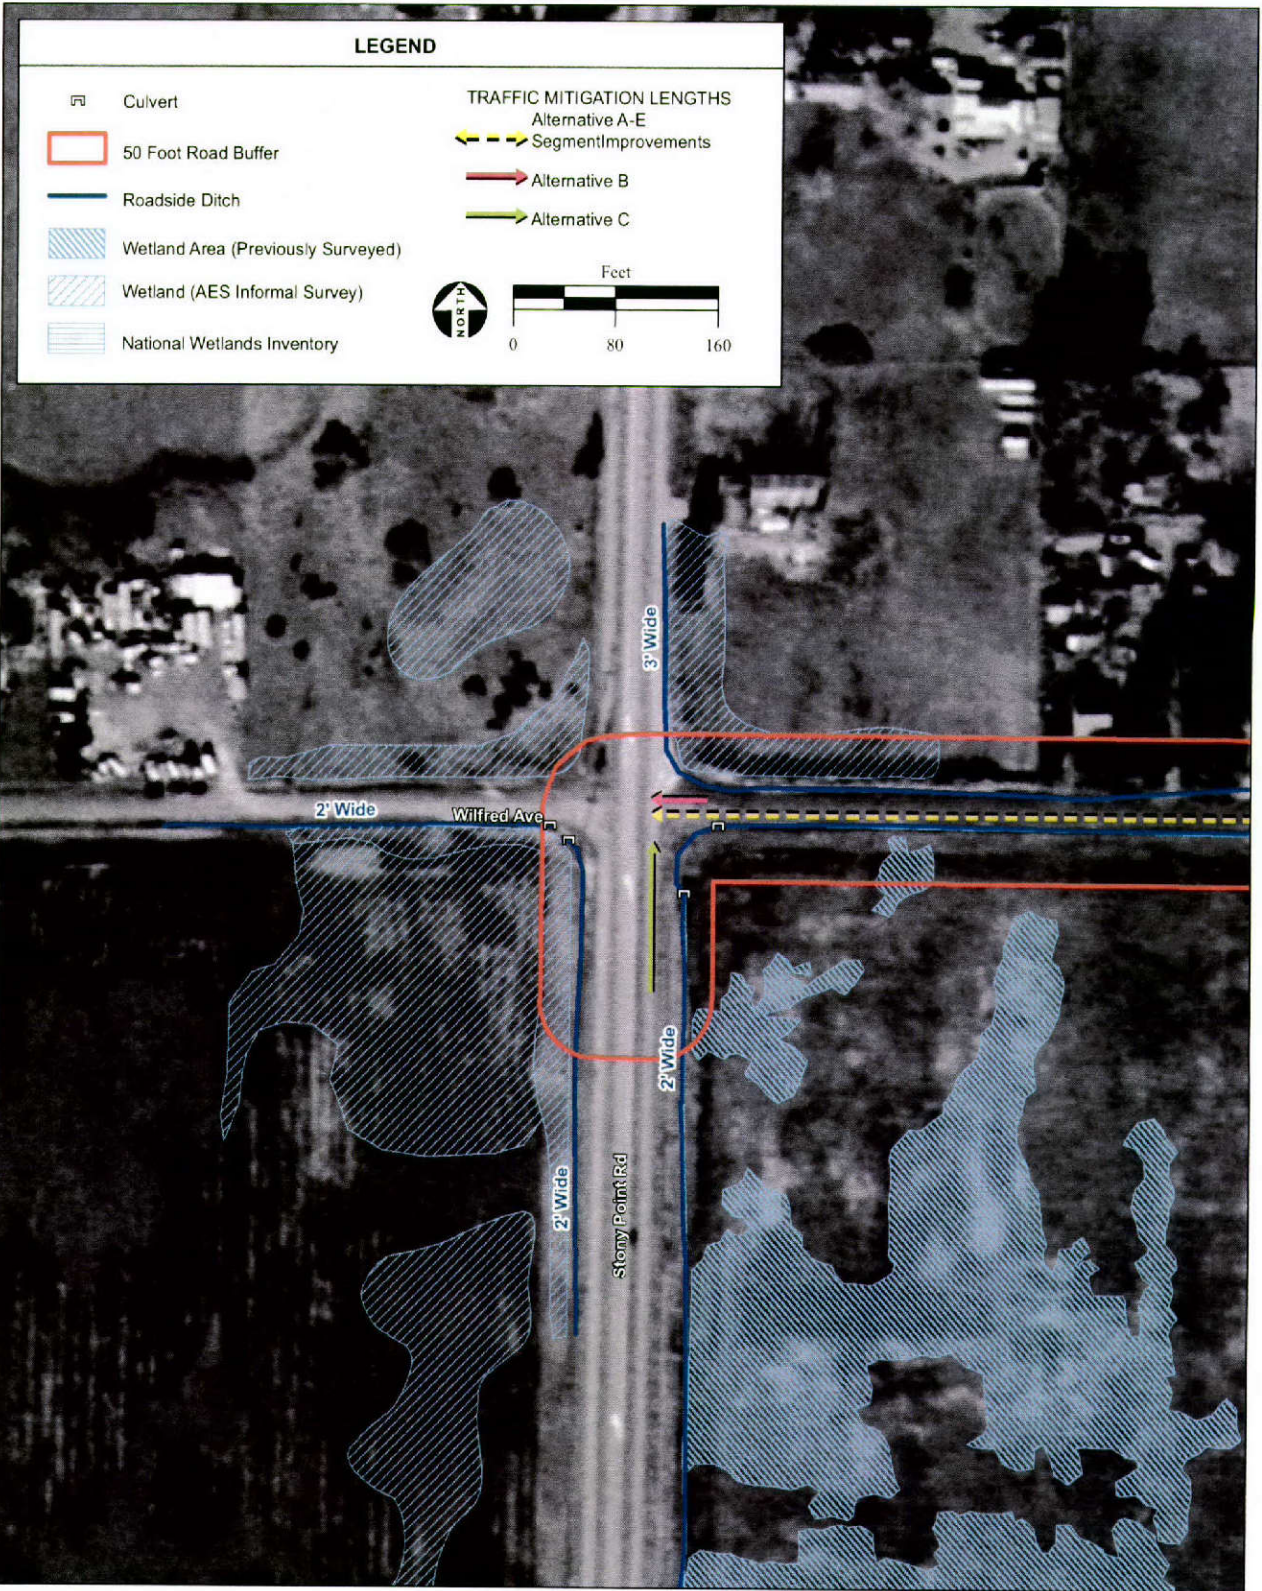 LEGEND
Culvert
50 Foot Road Buffer
Roadside Ditch
Wetland Area (Previously Surveyed)
Wetland (AES Informal Survey)
National Wetlands Inventory
TRAFFIC MITIGATION LENGTHS
Alternative A-E
SegmentImprovements
Alternative B
Alternative C
NORTH
Feet
0 80 160
3' Wide
2' Wide
Wilfred Ave
2' Wide
2' Wide
Stony Point Rd